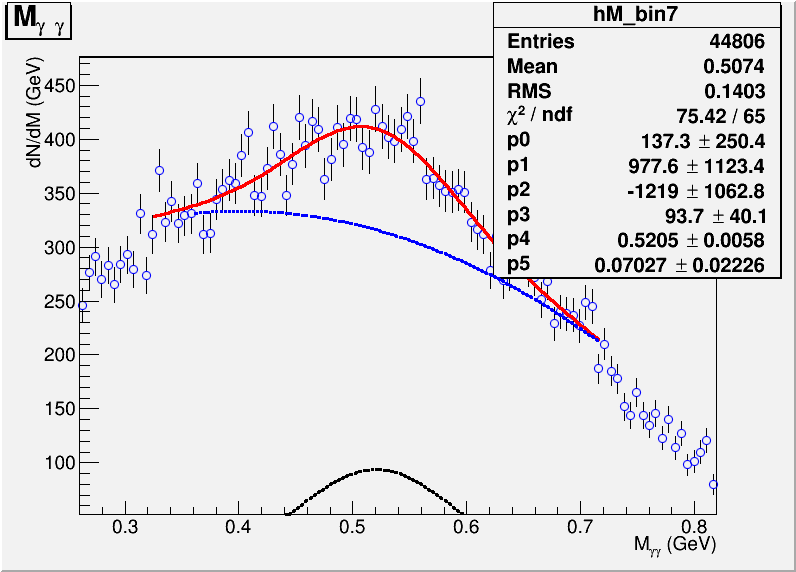 M γ γ
hM_bin7
Entries 44806
Mean 0.5074
RMS 0.1403
χ² / ndf 75.42 / 65
p0 137.3 ± 250.4
p1 977.6 ± 1123.4
p2 -1219 ± 1062.8
p3 93.7 ± 40.1
p4 0.5205 ± 0.0058
p5 0.07027 ± 0.02226
dN/dM (GeV)
450
400
350
300
250
200
150
100
0.3 0.4 0.5 0.6 0.7 0.8
Mγγ (GeV)